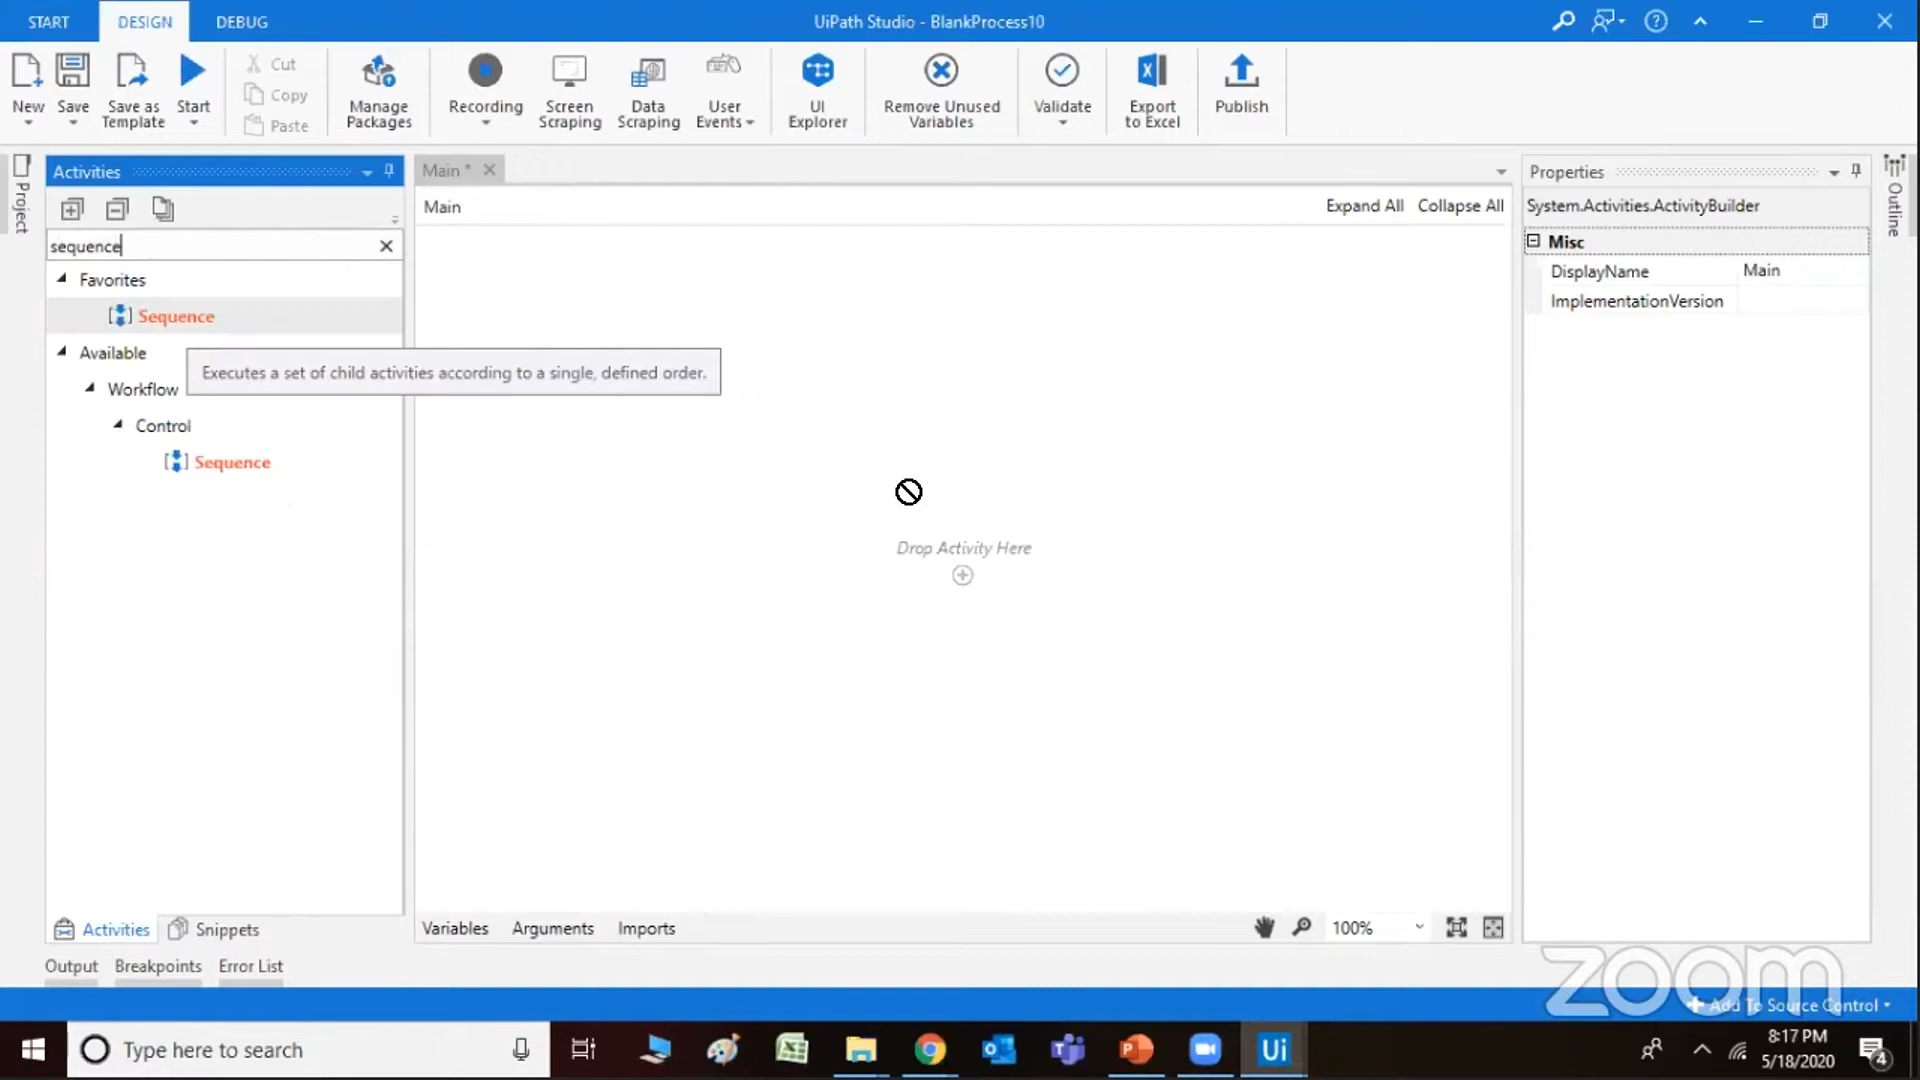 START DESIGN DEBUG UiPath Studio - BlankProcess10
New Save Save as Template Start
Cut
Copy
Paste
Manage Packages
Recording
Screen Scraping
Data Scraping
User Events
UI Explorer
Remove Unused Variables
Validate
Export to Excel
Publish
Project
Activities
Main *
Properties
Outline
Main Expand All Collapse All
System.Activities.ActivityBuilder
sequence
Misc
DisplayName Main
ImplementationVersion
Favorites
Sequence
Available
Executes a set of child activities according to a single, defined order.
Workflow
Control
Sequence
Drop Activity Here
Activities Snippets
Variables Arguments Imports 100%
Output Breakpoints Error List
zoom
Add To Source Control
Type here to search
Ui
8:17 PM
5/18/2020
4